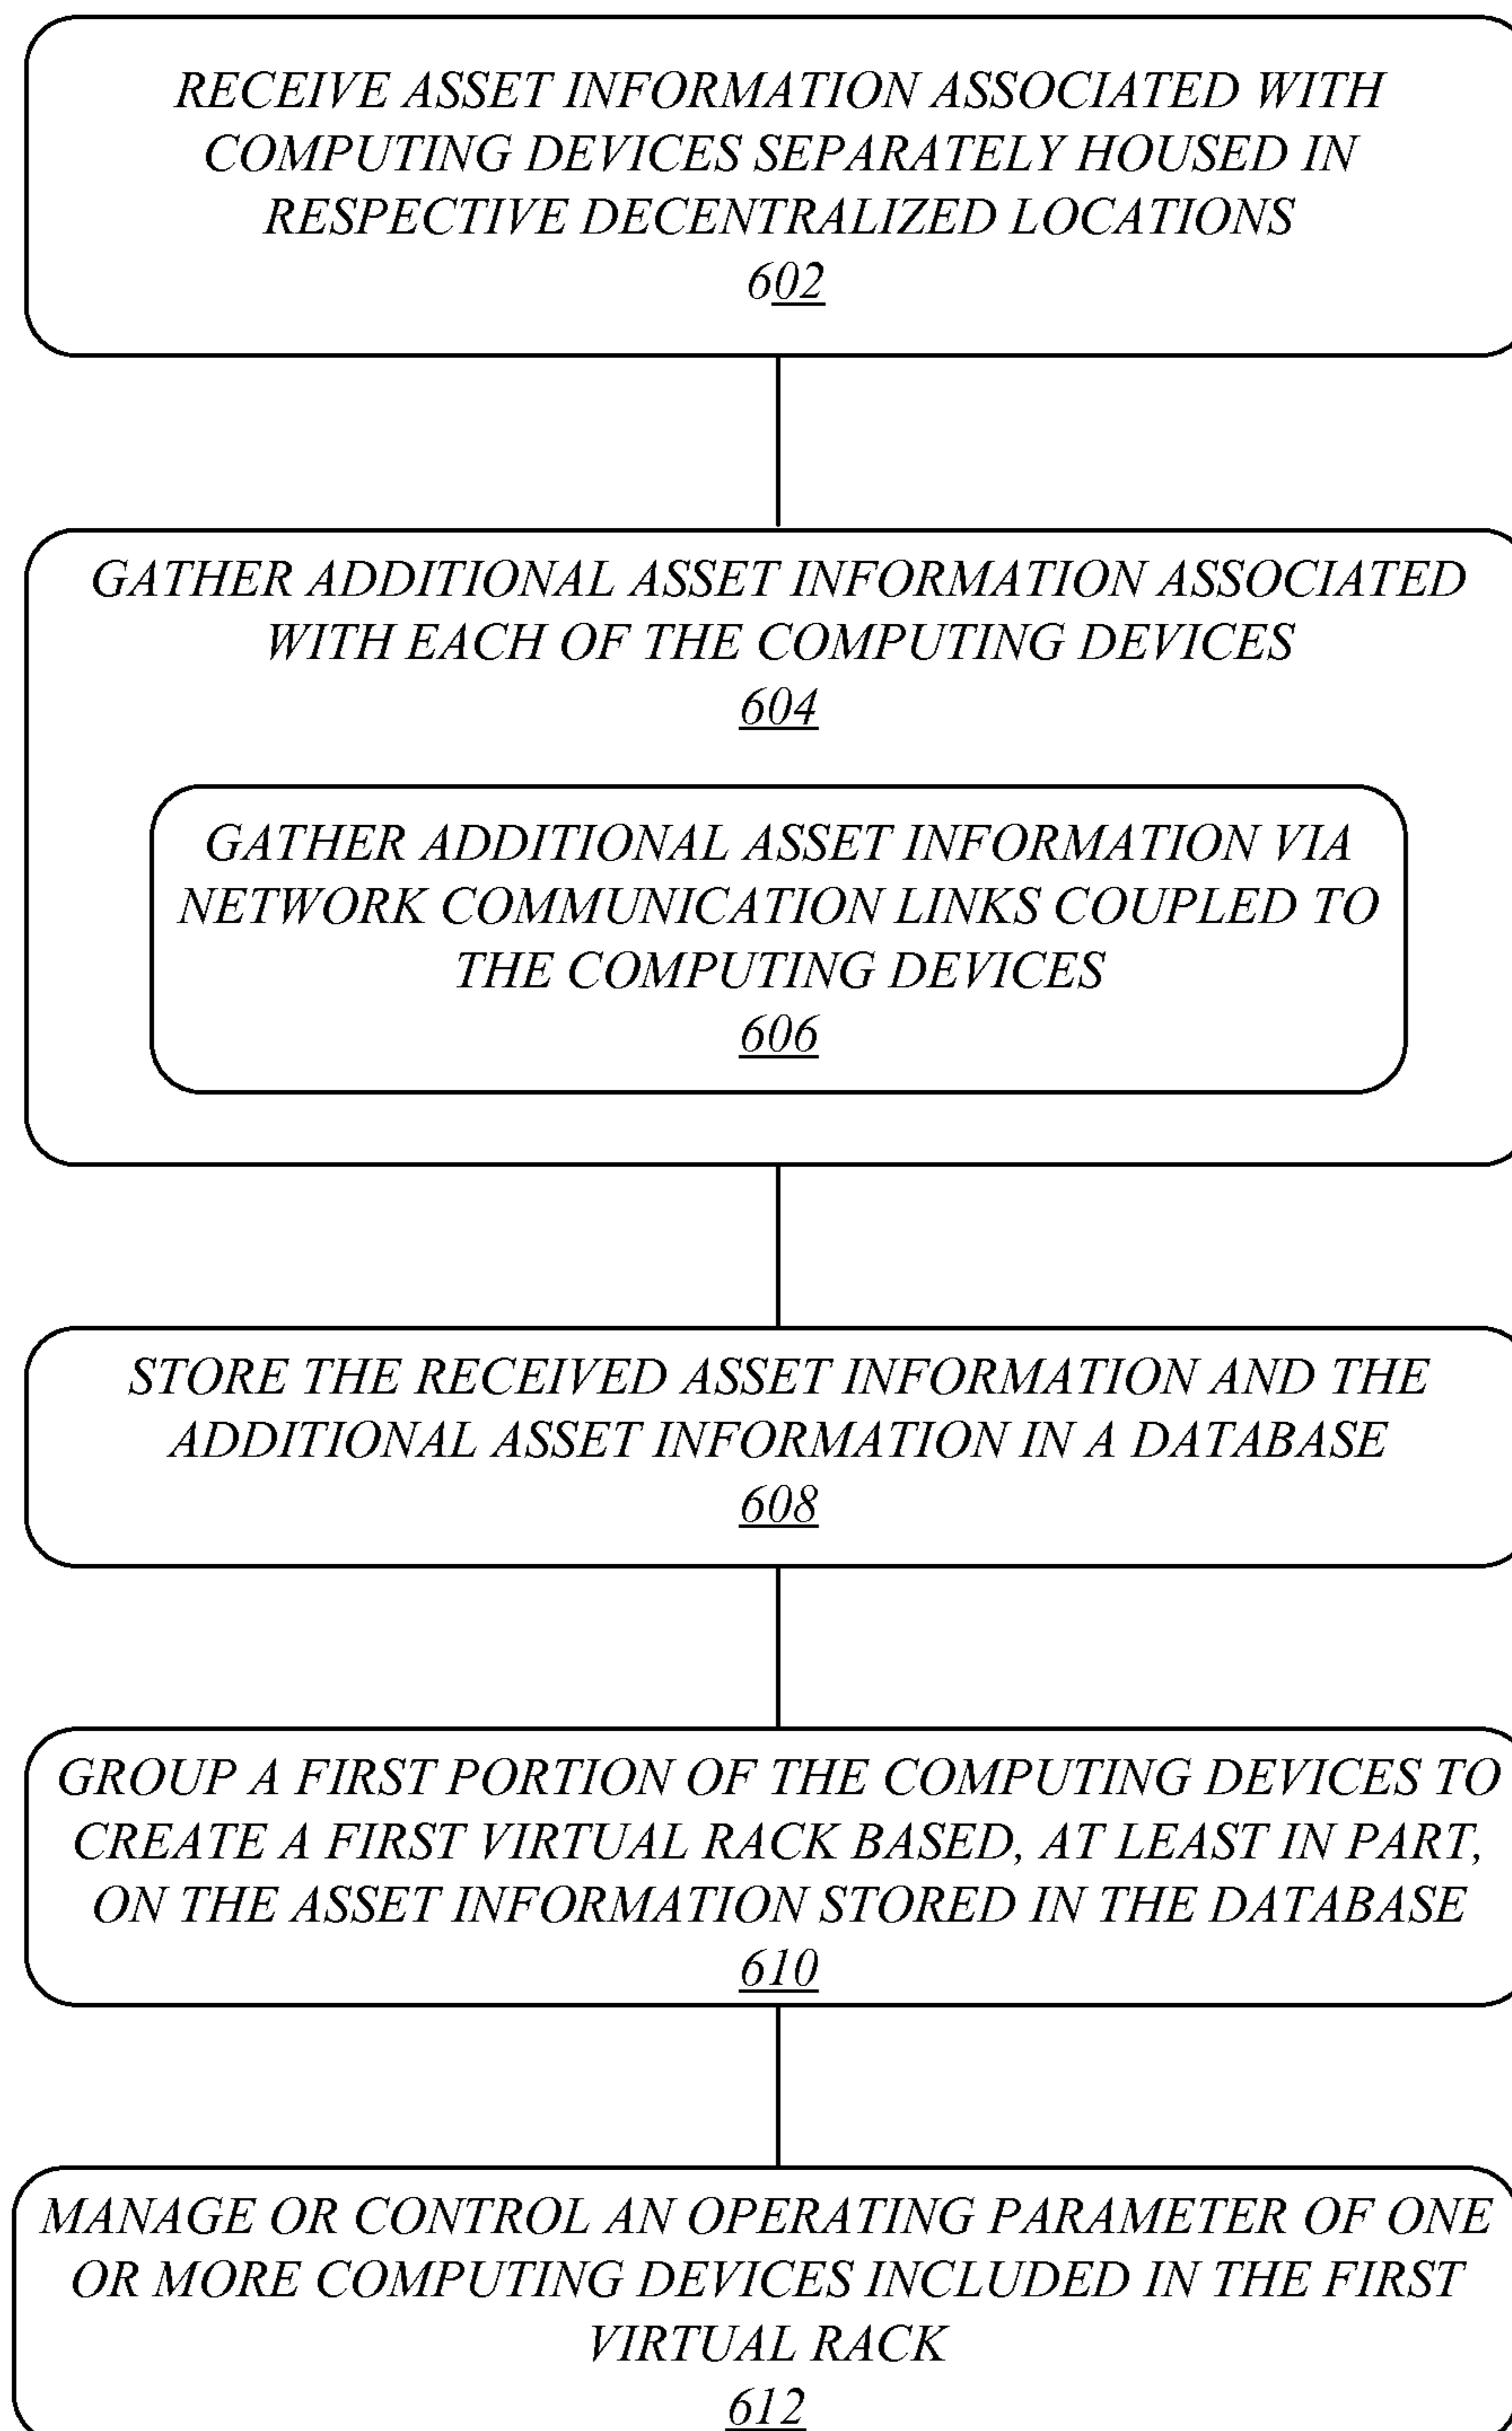 RECEIVE ASSET INFORMATION ASSOCIATED WITH
COMPUTING DEVICES SEPARATELY HOUSED IN
RESPECTIVE DECENTRALIZED LOCATIONS
602
GATHER ADDITIONAL ASSET INFORMATION ASSOCIATED
WITH EACH OF THE COMPUTING DEVICES
604
GATHER ADDITIONAL ASSET INFORMATION VIA
NETWORK COMMUNICATION LINKS COUPLED TO
THE COMPUTING DEVICES
606
STORE THE RECEIVED ASSET INFORMATION AND THE
ADDITIONAL ASSET INFORMATION IN A DATABASE
608
GROUP A FIRST PORTION OF THE COMPUTING DEVICES TO
CREATE A FIRST VIRTUAL RACK BASED, AT LEAST IN PART,
ON THE ASSET INFORMATION STORED IN THE DATABASE
610
MANAGE OR CONTROL AN OPERATING PARAMETER OF ONE
OR MORE COMPUTING DEVICES INCLUDED IN THE FIRST
VIRTUAL RACK
612